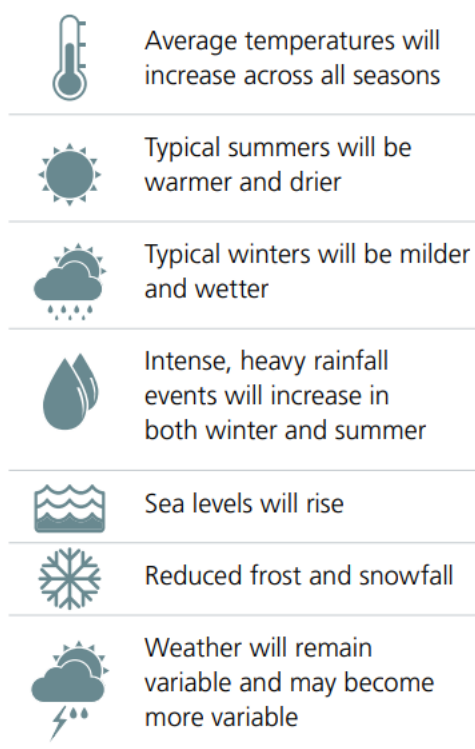 Average temperatures will
increase across all seasons
Typical summers will be
warmer and drier
Typical winters will be milder
and wetter
Intense, heavy rainfall
events will increase in
both winter and summer
Sea levels will rise
Reduced frost and snowfall
Weather will remain
variable and may become
more variable